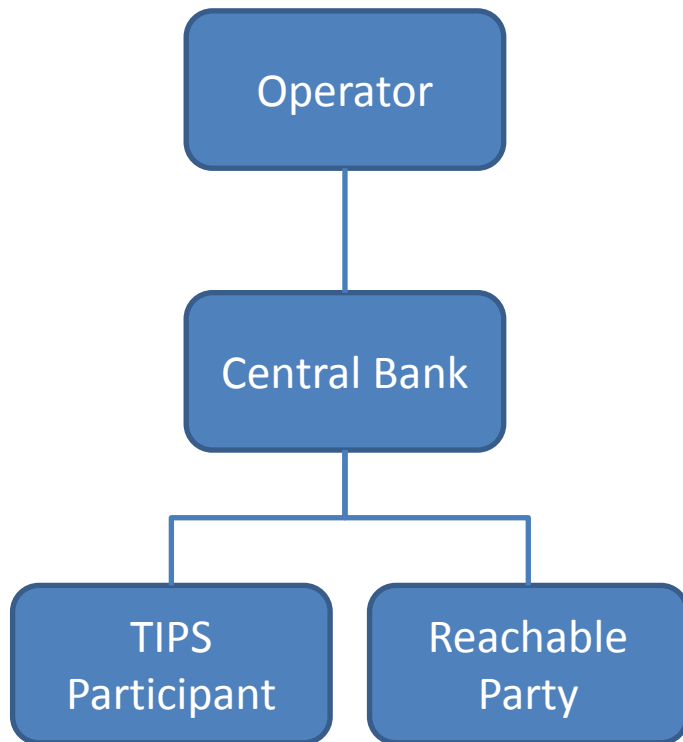 Operator
Central Bank
TIPS
Participant
Reachable
Party